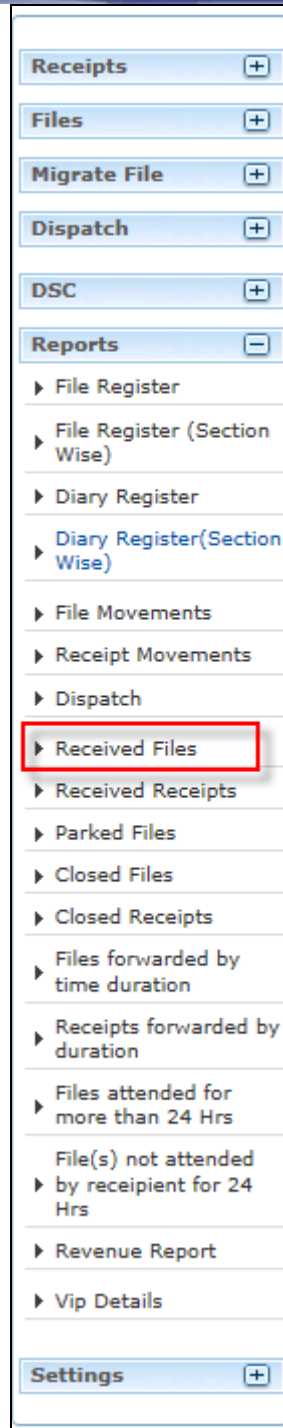 Receipts
Files
Migrate File
Dispatch
DSC
Reports
File Register
File Register (Section
Wise)
Diary Register
Diary Register(Section
Wise)
File Movements
Receipt Movements
Dispatch
Received Files
Received Receipts
Parked Files
Closed Files
Closed Receipts
Files forwarded by
time duration
Receipts forwarded by
duration
Files attended for
more than 24 Hrs
File(s) not attended
by receipient for 24
Hrs
Revenue Report
Vip Details
Settings